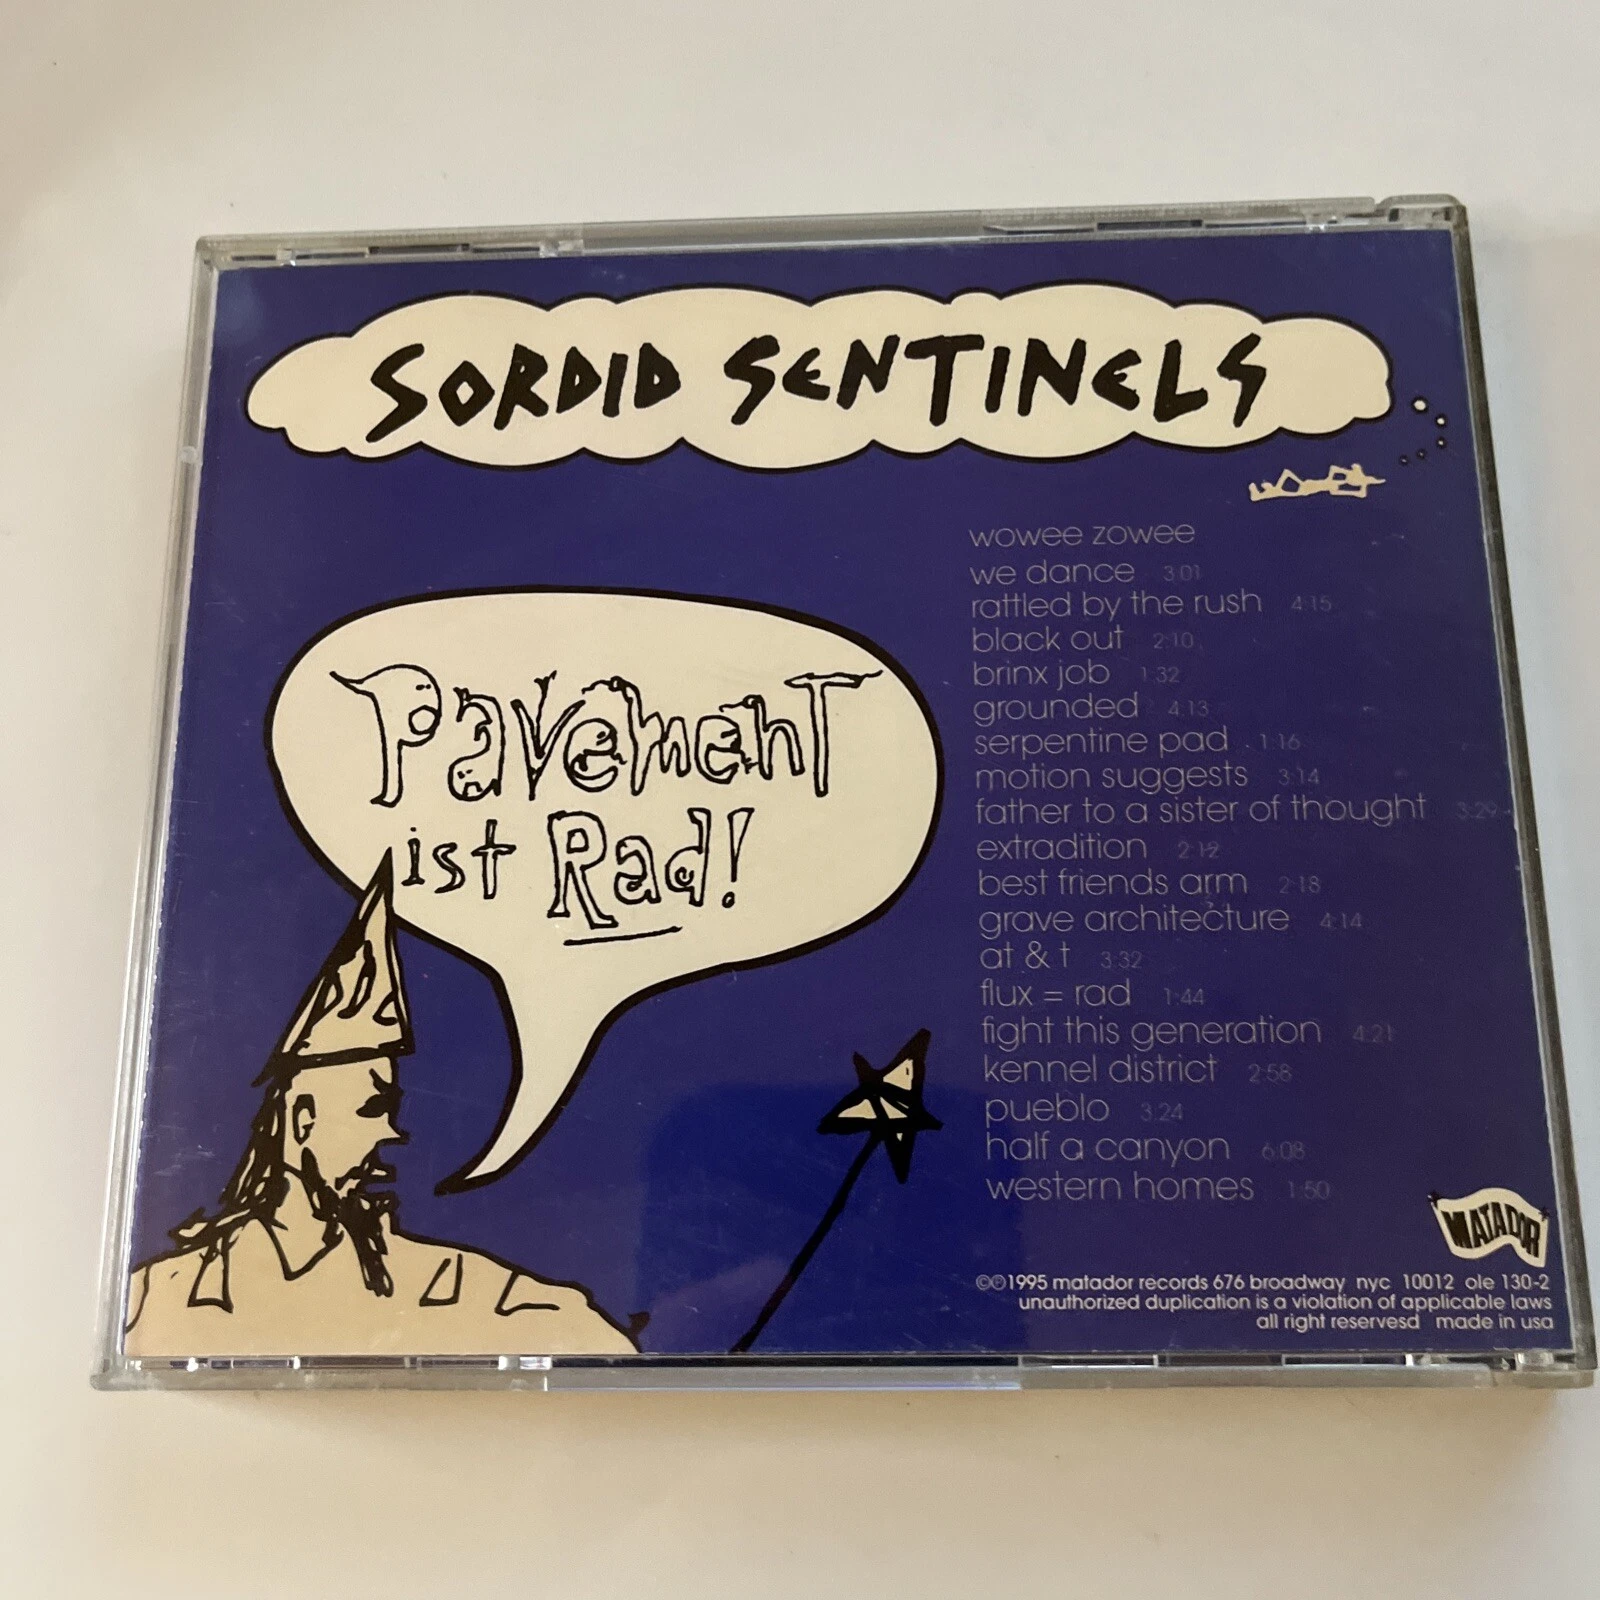 SORDID SENTINELS
Pavement
ist Rad!
wowee zowee
we dance 3:01
rattled by the rush 4:15
black out 2:10
brinx job 1:32
grounded 4:13
serpentine pad 1:16
motion suggests 3:14
father to a sister of thought 3:29
extradition 2:12
best friends arm 2:18
grave architecture 4:14
at & t 3:32
flux = rad 1:44
fight this generation 4:21
kennel district 2:58
pueblo 3:24
half a canyon 6:08
western homes 1:50
MATADOR
©℗1995 matador records 676 broadway nyc 10012 ole 130-2
unauthorized duplication is a violation of applicable laws
all right reservesd made in usa